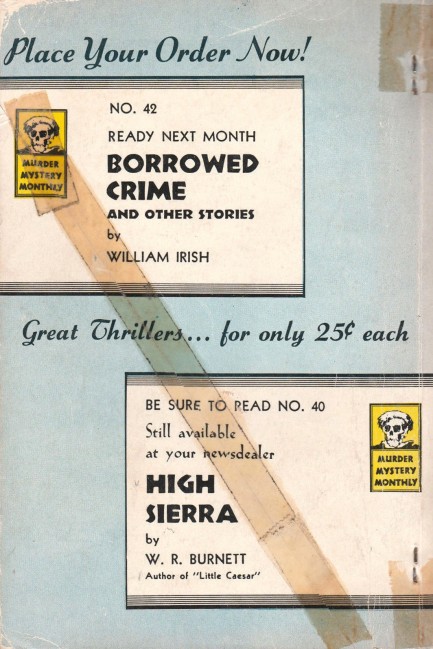 Place Your Order Now!
NO. 42
READY NEXT MONTH
BORROWED
CRIME
AND OTHER STORIES
by
WILLIAM IRISH
MURDER
MYSTERY
MONTHLY
Great Thrillers... for only 25¢ each
BE SURE TO READ NO. 40
Still available
at your newsdealer
HIGH
SIERRA
by
W. R. BURNETT
Author of "Little Caesar"
MURDER
MYSTERY
MONTHLY